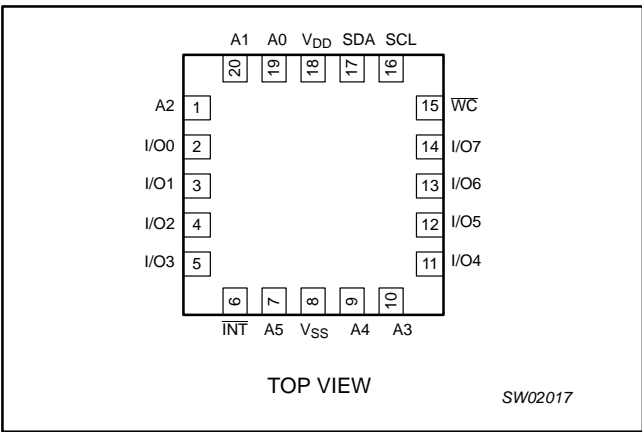 A1 A0 VDD SDA SCL
20 19 18 17 16
A2 1 15 W̅C̅
I/O0 2 14 I/O7
I/O1 3 13 I/O6
I/O2 4 12 I/O5
I/O3 5 11 I/O4
6 7 8 9 10
I̅N̅T̅ A5 VSS A4 A3
TOP VIEW
SW02017